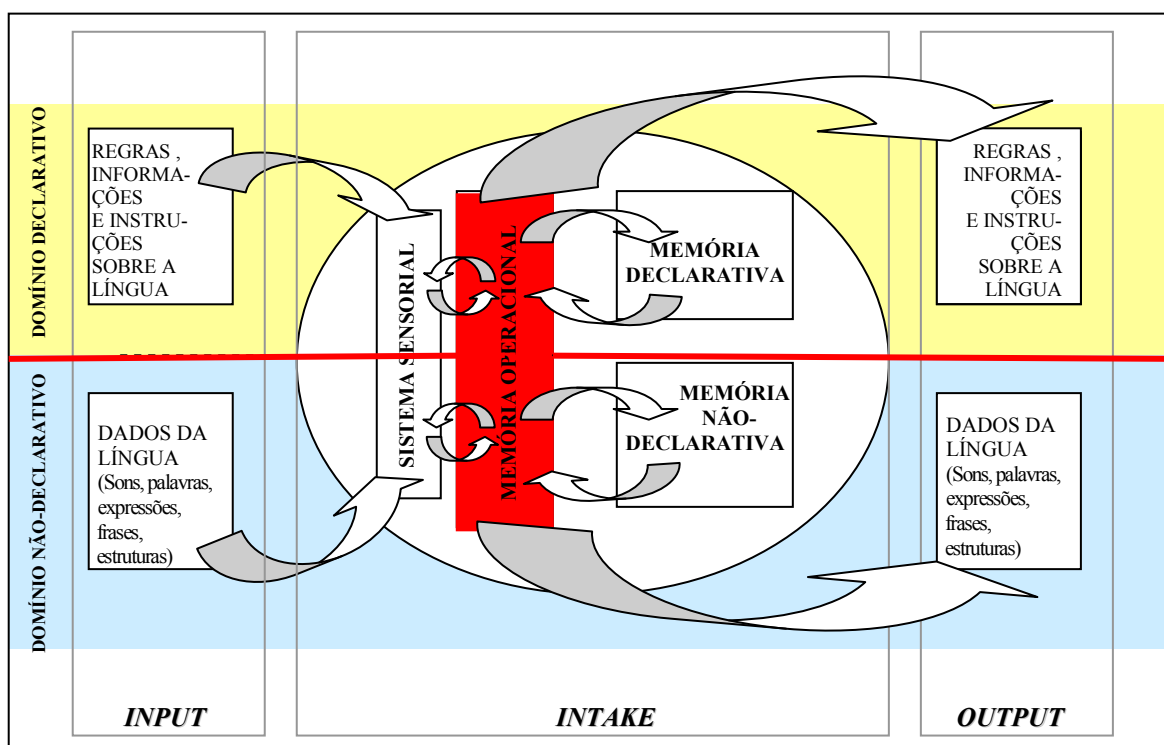 DOMÍNIO DECLARATIVO
REGRAS ,
INFORMA-
ÇÕES
E INSTRU-
ÇÕES
SOBRE A
LÍNGUA
SISTEMA SENSORIAL
MEMÓRIA OPERACIONAL
MEMÓRIA
DECLARATIVA
REGRAS ,
INFORMA-
ÇÕES
E INSTRU-
ÇÕES
SOBRE A
LÍNGUA
DOMÍNIO NÃO-DECLARATIVO
DADOS DA
LÍNGUA
(Sons, palavras,
expressões,
frases,
estruturas)
MEMÓRIA
NÃO-
DECLARATIVA
DADOS DA
LÍNGUA
(Sons, palavras,
expressões,
frases,
estruturas)
INPUT
INTAKE
OUTPUT